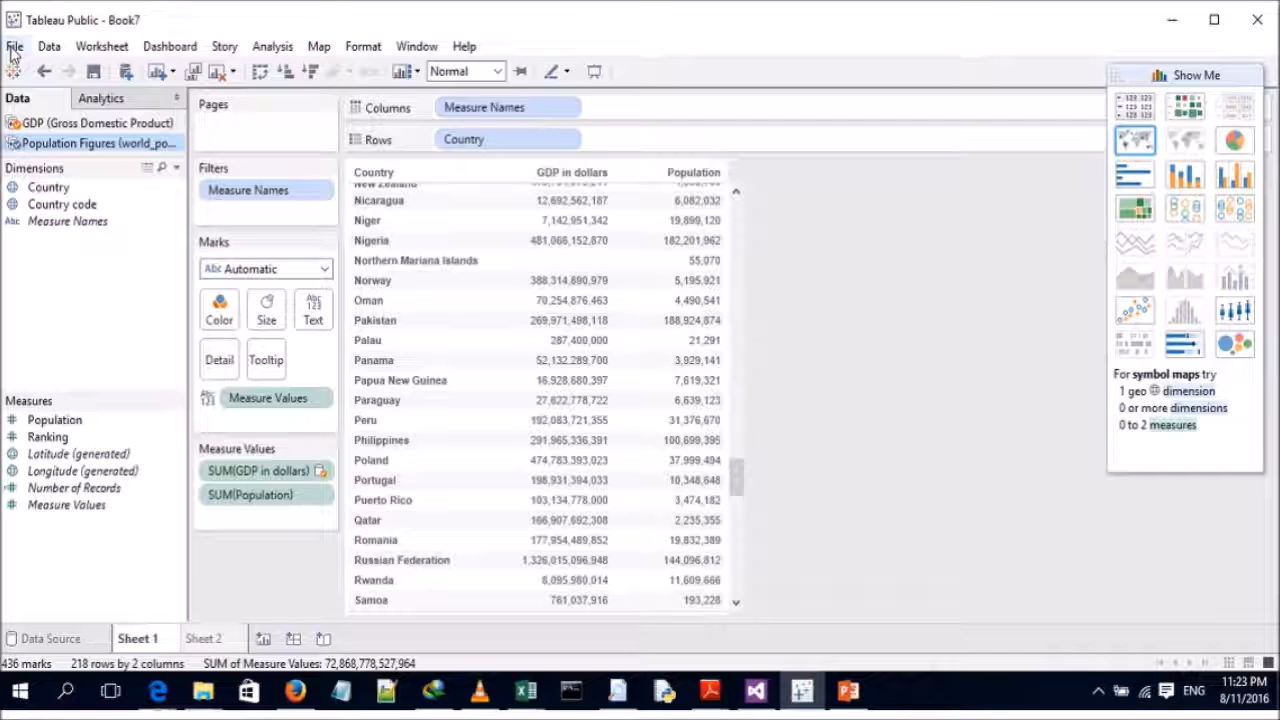 Tableau Public - Book7
File Data Worksheet Dashboard Story Analysis Map Format Window Help
Normal
Show Me
Data Analytics
GDP (Gross Domestic Product)
Population Figures (world_po...
Dimensions
Country
Country code
Abc Measure Names
Measures
Population
Ranking
Latitude (generated)
Longitude (generated)
Number of Records
Measure Values
Pages
Filters
Measure Names
Marks
Abc Automatic
Color Size Text
Detail Tooltip
Measure Values
Measure Values
SUM(GDP in dollars)
SUM(Population)
Columns Measure Names
Rows Country
Country GDP in dollars Population
New Zealand
Nicaragua 12,692,562,187 6,082,032
Niger 7,142,951,342 19,899,120
Nigeria 481,066,152,870 182,201,962
Northern Mariana Islands 55,070
Norway 388,314,890,979 5,195,921
Oman 70,254,876,463 4,490,541
Pakistan 269,971,498,118 188,924,874
Palau 287,400,000 21,291
Panama 52,132,289,700 3,929,141
Papua New Guinea 16,928,680,397 7,619,321
Paraguay 27,622,778,722 6,639,123
Peru 192,083,721,355 31,376,670
Philippines 291,965,336,391 100,699,395
Poland 474,783,393,023 37,999,494
Portugal 198,931,394,033 10,348,648
Puerto Rico 103,134,778,000 3,474,182
Qatar 166,907,692,308 2,235,355
Romania 177,954,489,852 19,832,389
Russian Federation 1,326,015,096,948 144,096,812
Rwanda 8,095,980,014 11,609,666
Samoa 761,037,916 193,228
For symbol maps try
1 geo dimension
0 or more dimensions
0 to 2 measures
Data Source Sheet 1 Sheet 2
436 marks 218 rows by 2 columns SUM of Measure Values: 72,868,778,527,964
ENG
11:23 PM
8/11/2016